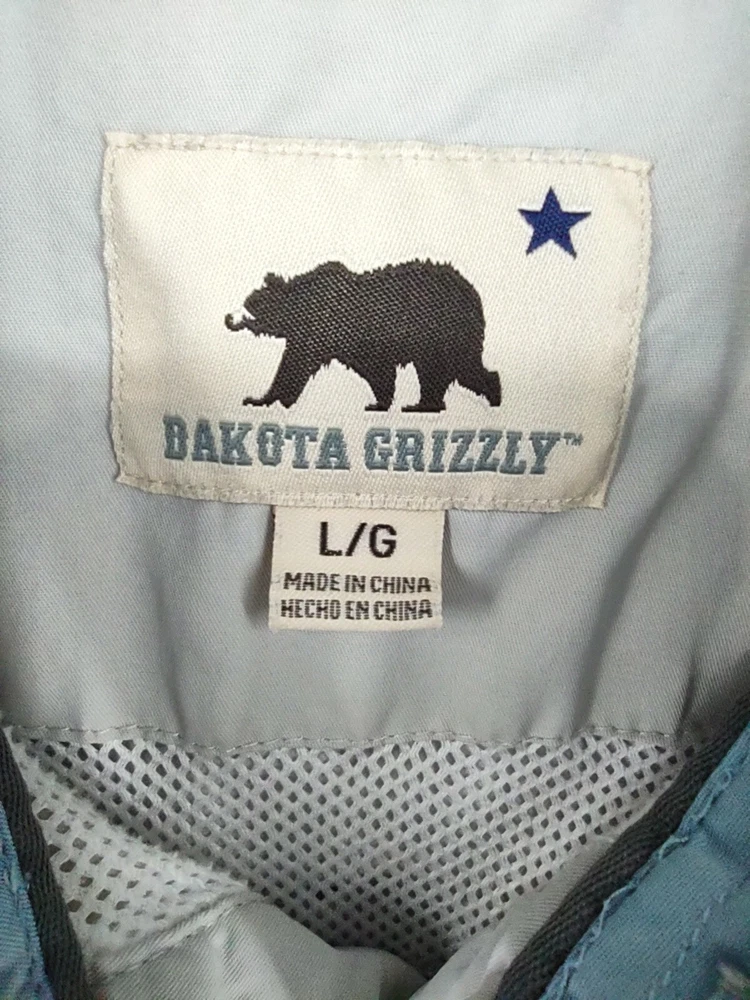 DAKOTA GRIZZLY™
L/G
MADE IN CHINA
HECHO EN CHINA